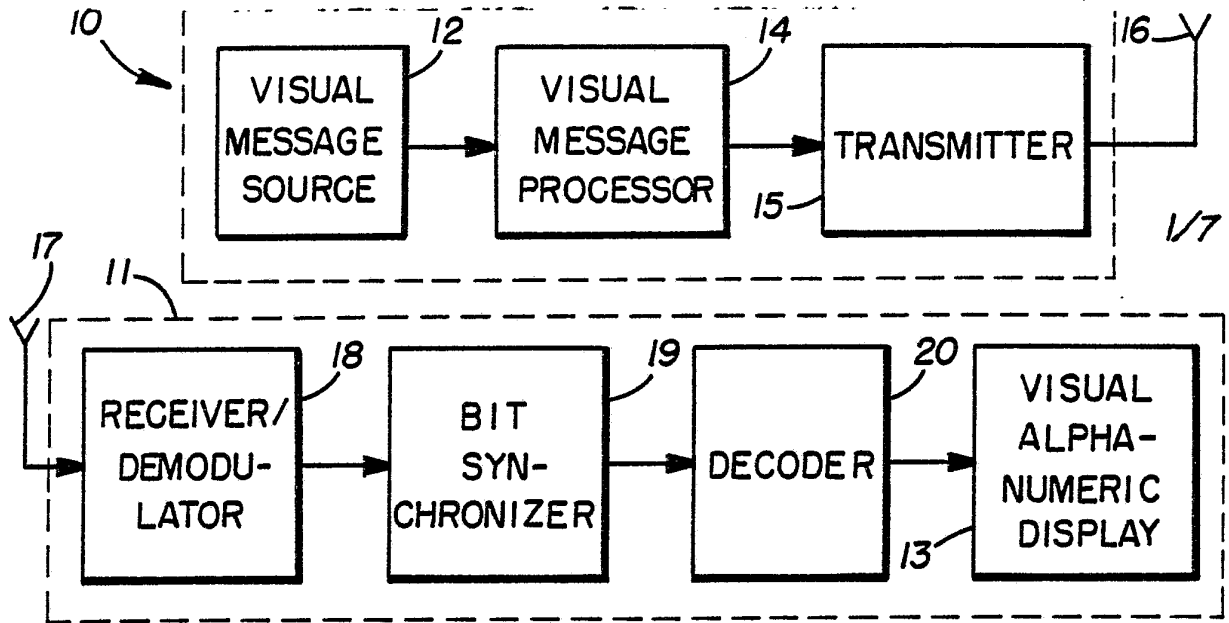 10
12
14
16
VISUAL
MESSAGE
SOURCE
VISUAL
MESSAGE
PROCESSOR
TRANSMITTER
15
1/7
17
11
18
19
20
RECEIVER/
DEMODU-
LATOR
BIT
SYN-
CHRONIZER
DECODER
VISUAL
ALPHA-
NUMERIC
DISPLAY
13